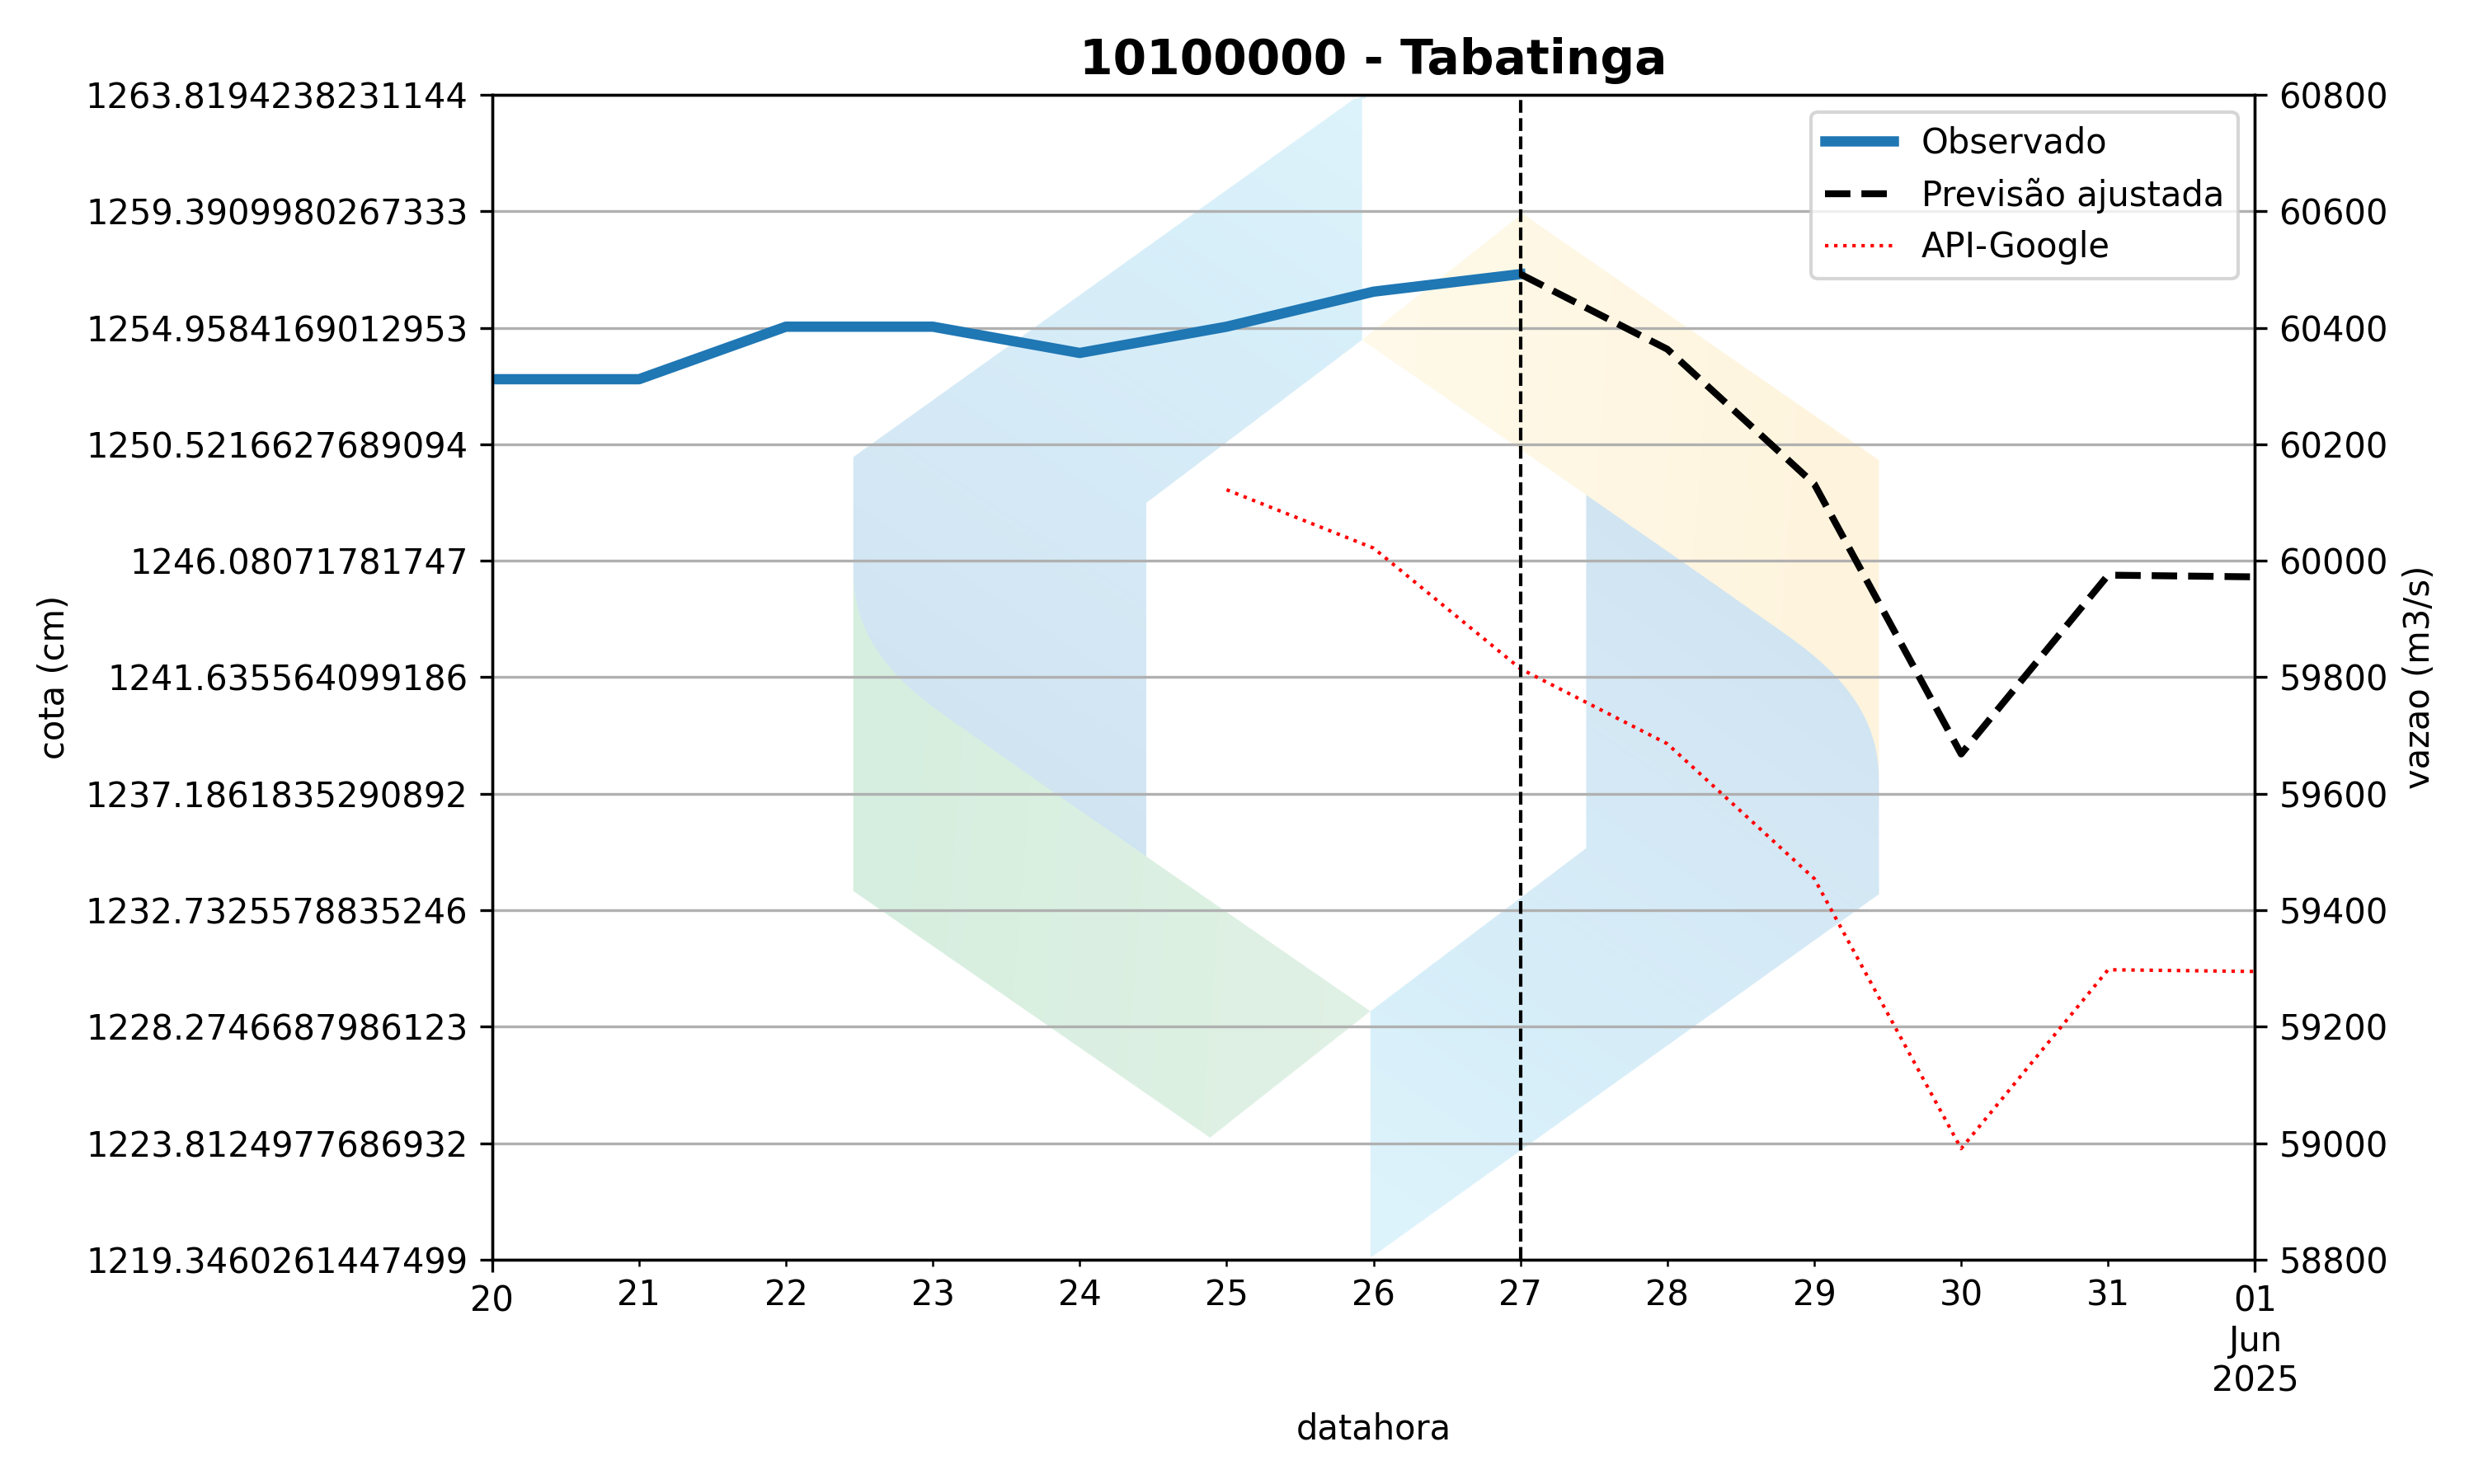 10100000 - Tabatinga
1263.8194238231144
1259.3909980267333
1254.9584169012953
1250.5216627689094
1246.08071781747
1241.635564099186
1237.1861835290892
1232.7325578835246
1228.2746687986123
1223.8124977686932
1219.3460261447499
cota (cm)
60800
60600
60400
60200
60000
59800
59600
59400
59200
59000
58800
vazao (m3/s)
Observado
Previsão ajustada
API-Google
20 21 22 23 24 25 26 27 28 29 30 31 01
Jun
2025
datahora